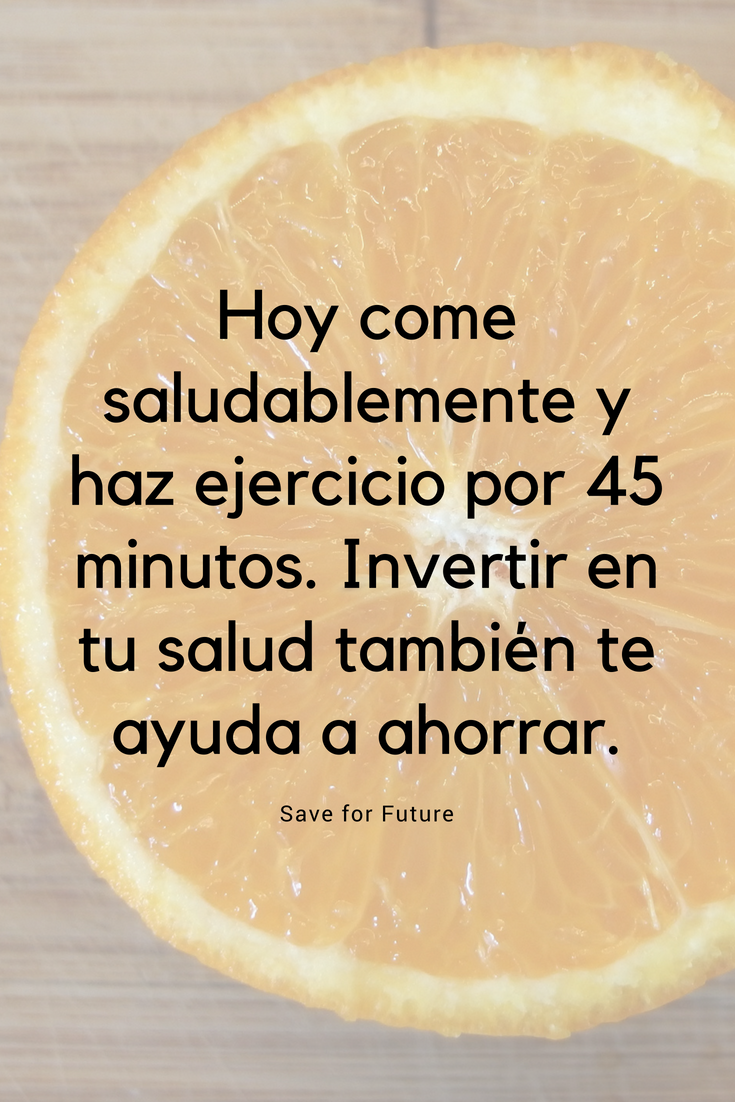 Hoy come
saludablemente y
haz ejercicio por 45
minutos. Invertir en
tu salud también te
ayuda a ahorrar.
Save for Future